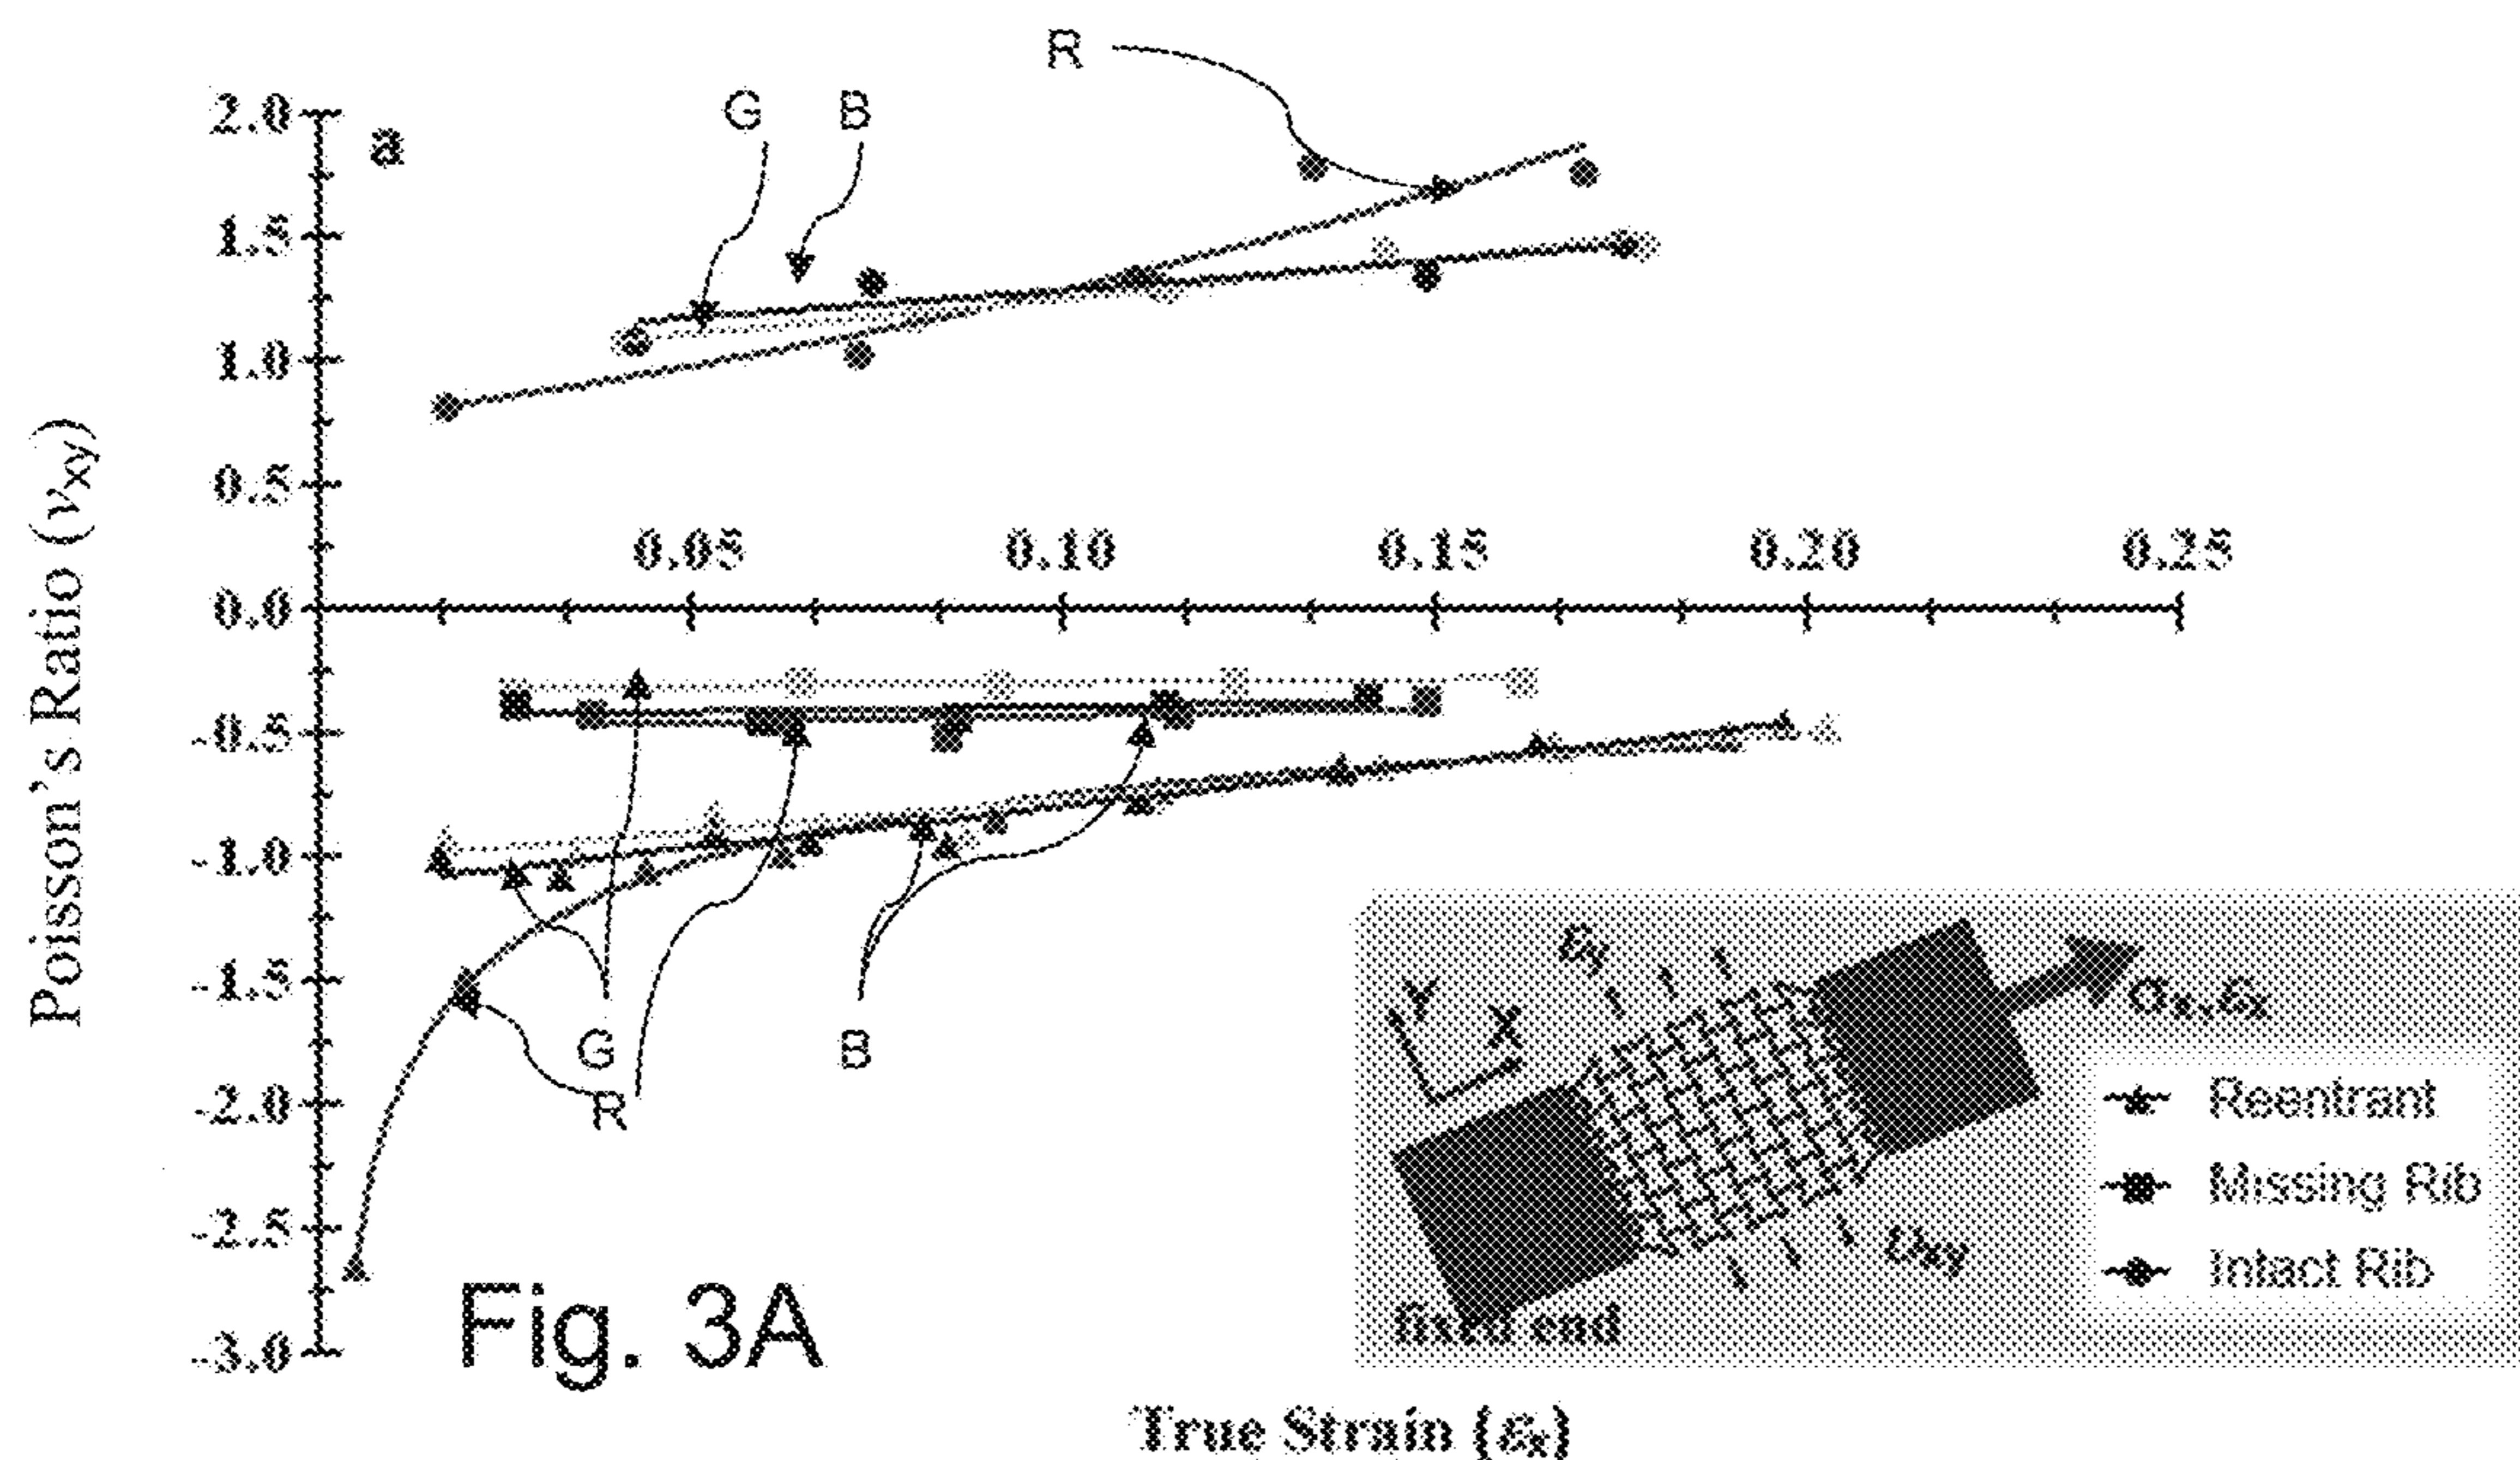 R
G B
2.0
a
1.5
1.0
0.5
0.05 0.10 0.15 0.20 0.25
0.0
-0.5
-1.0
-1.5
-2.0
-2.5
-3.0
Poisson's Ratio (νxy)
G
R
B
εy
Y
X
σx, εx
υxy
fixed end
Reentrant
Missing Rib
Intact Rib
Fig. 3A
True Strain (εx)